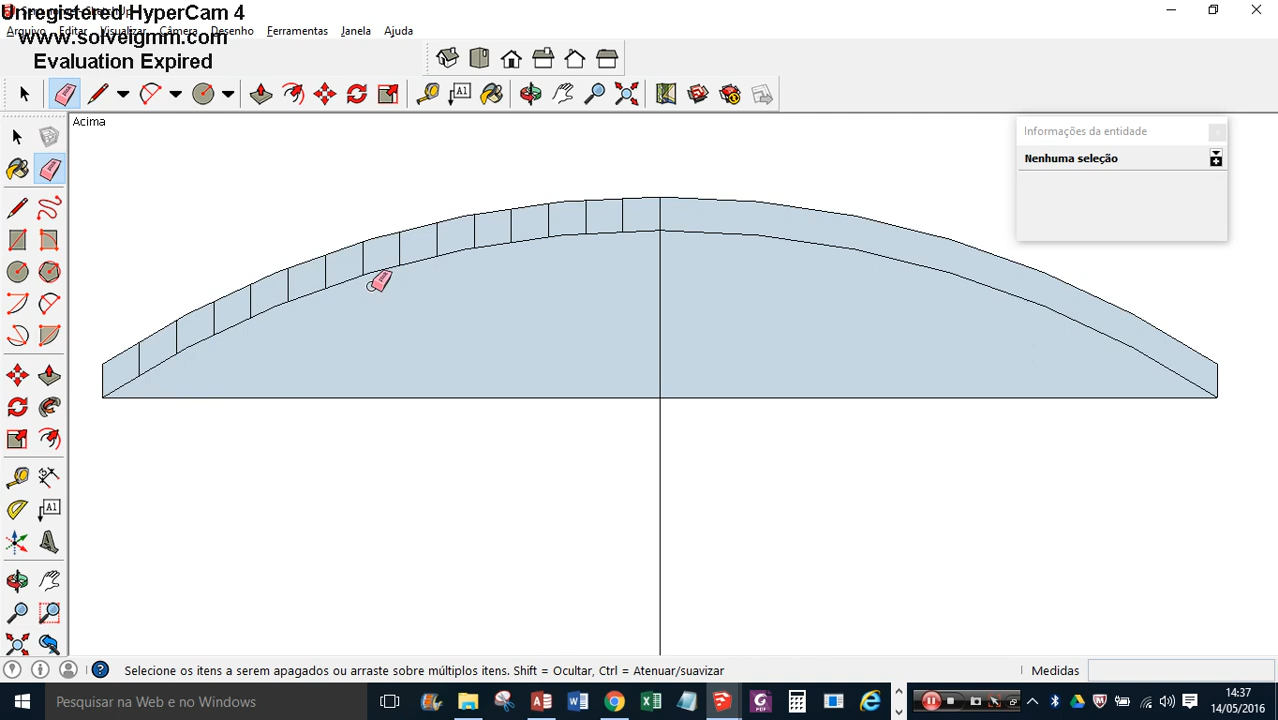 Unregistered HyperCam 4
www.solveigmm.com
Evaluation Expired
Arquivo Editar Visualizar Câmera Desenho Ferramentas Janela Ajuda
A1
Acima
Informações da entidade
Nenhuma seleção
A1
Selecione os itens a serem apagados ou arraste sobre múltiplos itens. Shift = Ocultar, Ctrl = Atenuar/suavizar
Medidas
Pesquisar na Web e no Windows
14:37
14/05/2016